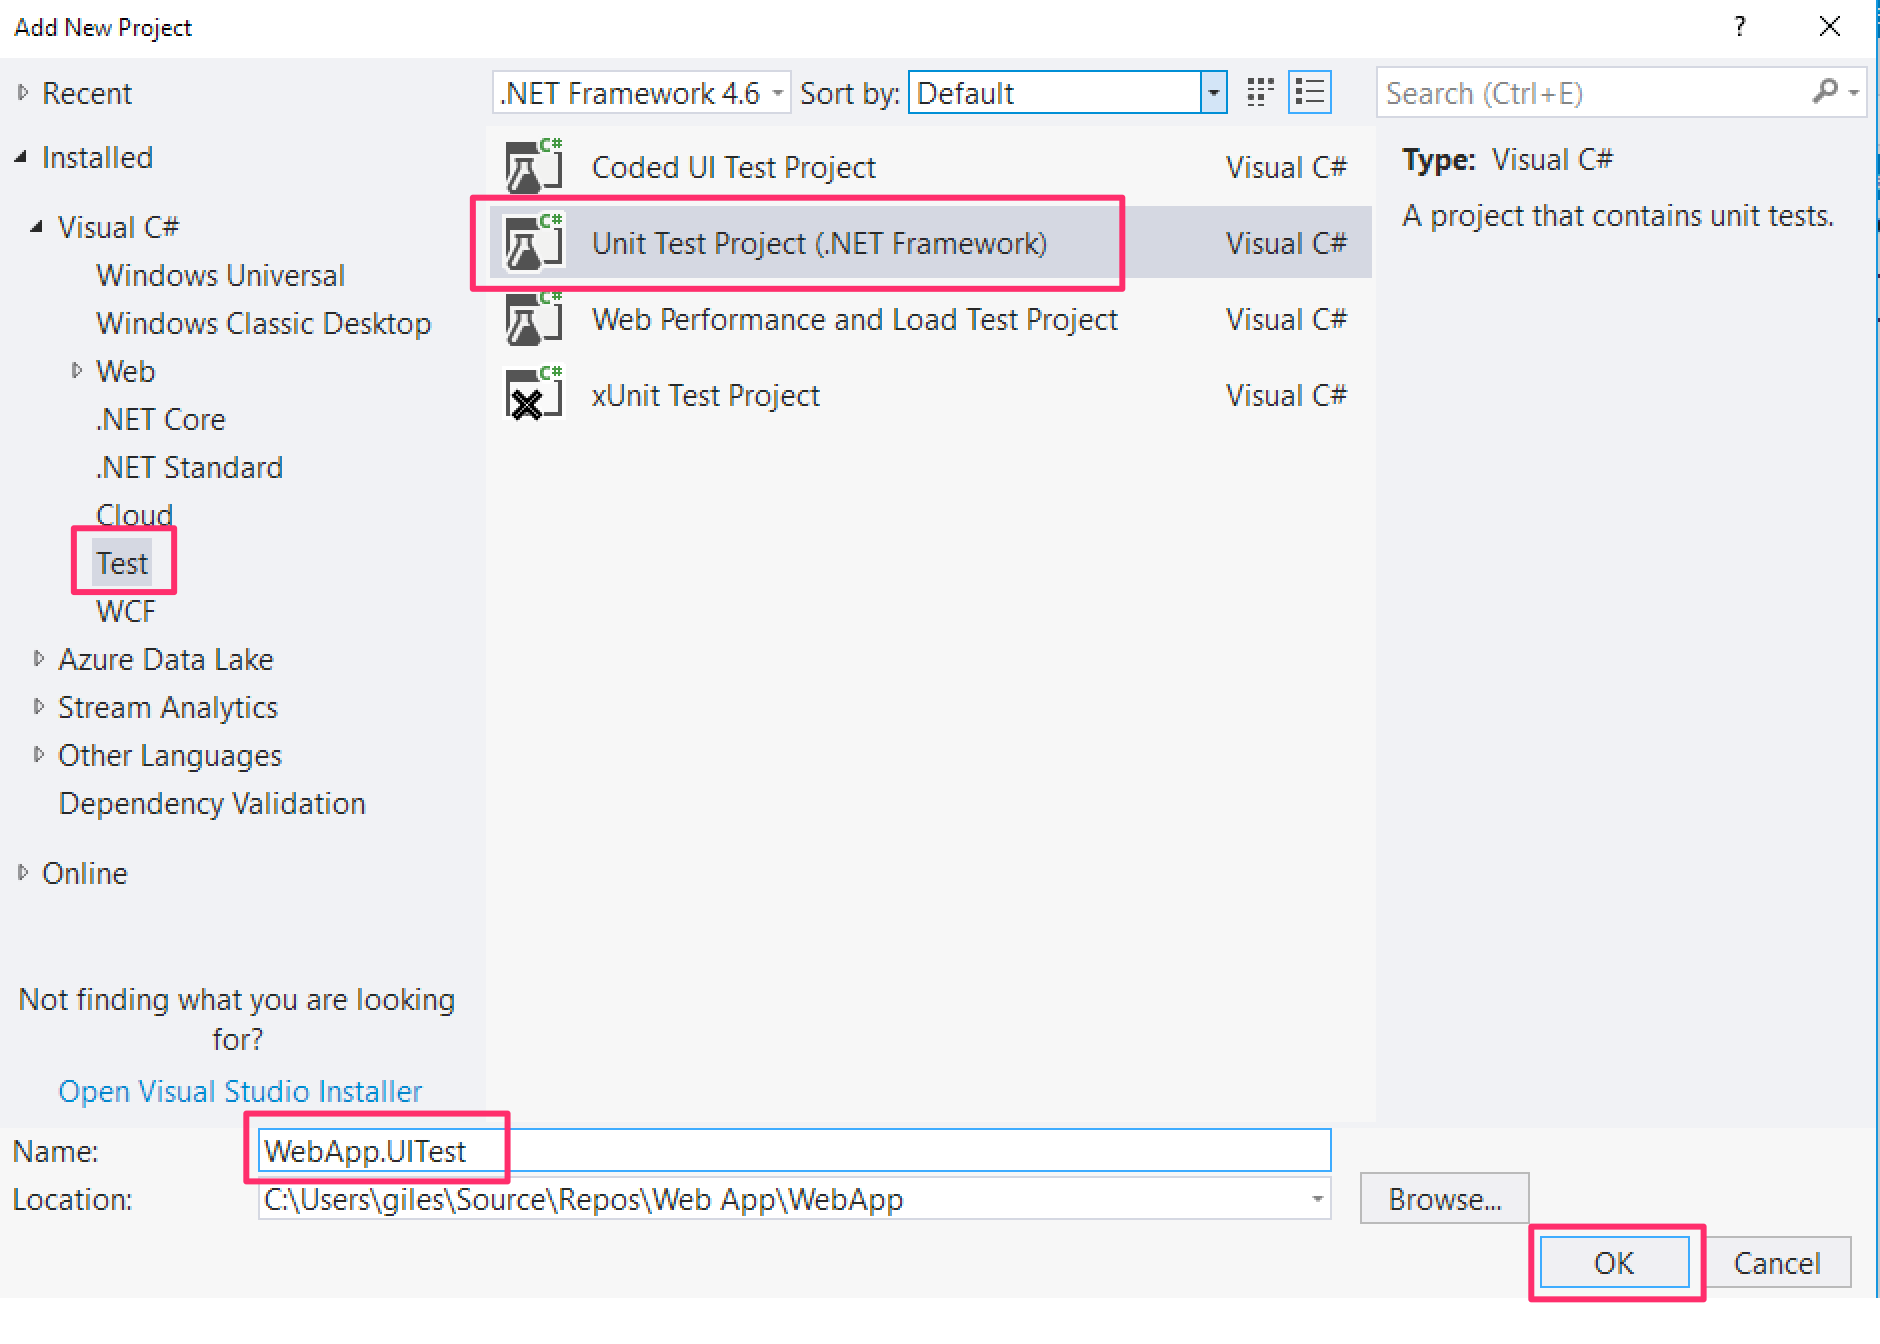 Add New Project
?
Recent
Installed
Visual C#
Windows Universal
Windows Classic Desktop
Web
.NET Core
.NET Standard
Cloud
Test
WCF
Azure Data Lake
Stream Analytics
Other Languages
Dependency Validation
Online
Not finding what you are looking
for?
Open Visual Studio Installer
.NET Framework 4.6 Sort by: Default
C# Coded UI Test Project Visual C#
C# Unit Test Project (.NET Framework) Visual C#
C# Web Performance and Load Test Project Visual C#
C# xUnit Test Project Visual C#
Search (Ctrl+E)
Type: Visual C#
A project that contains unit tests.
Name: WebApp.UITest
Location: C:\Users\giles\Source\Repos\Web App\WebApp
Browse...
OK Cancel